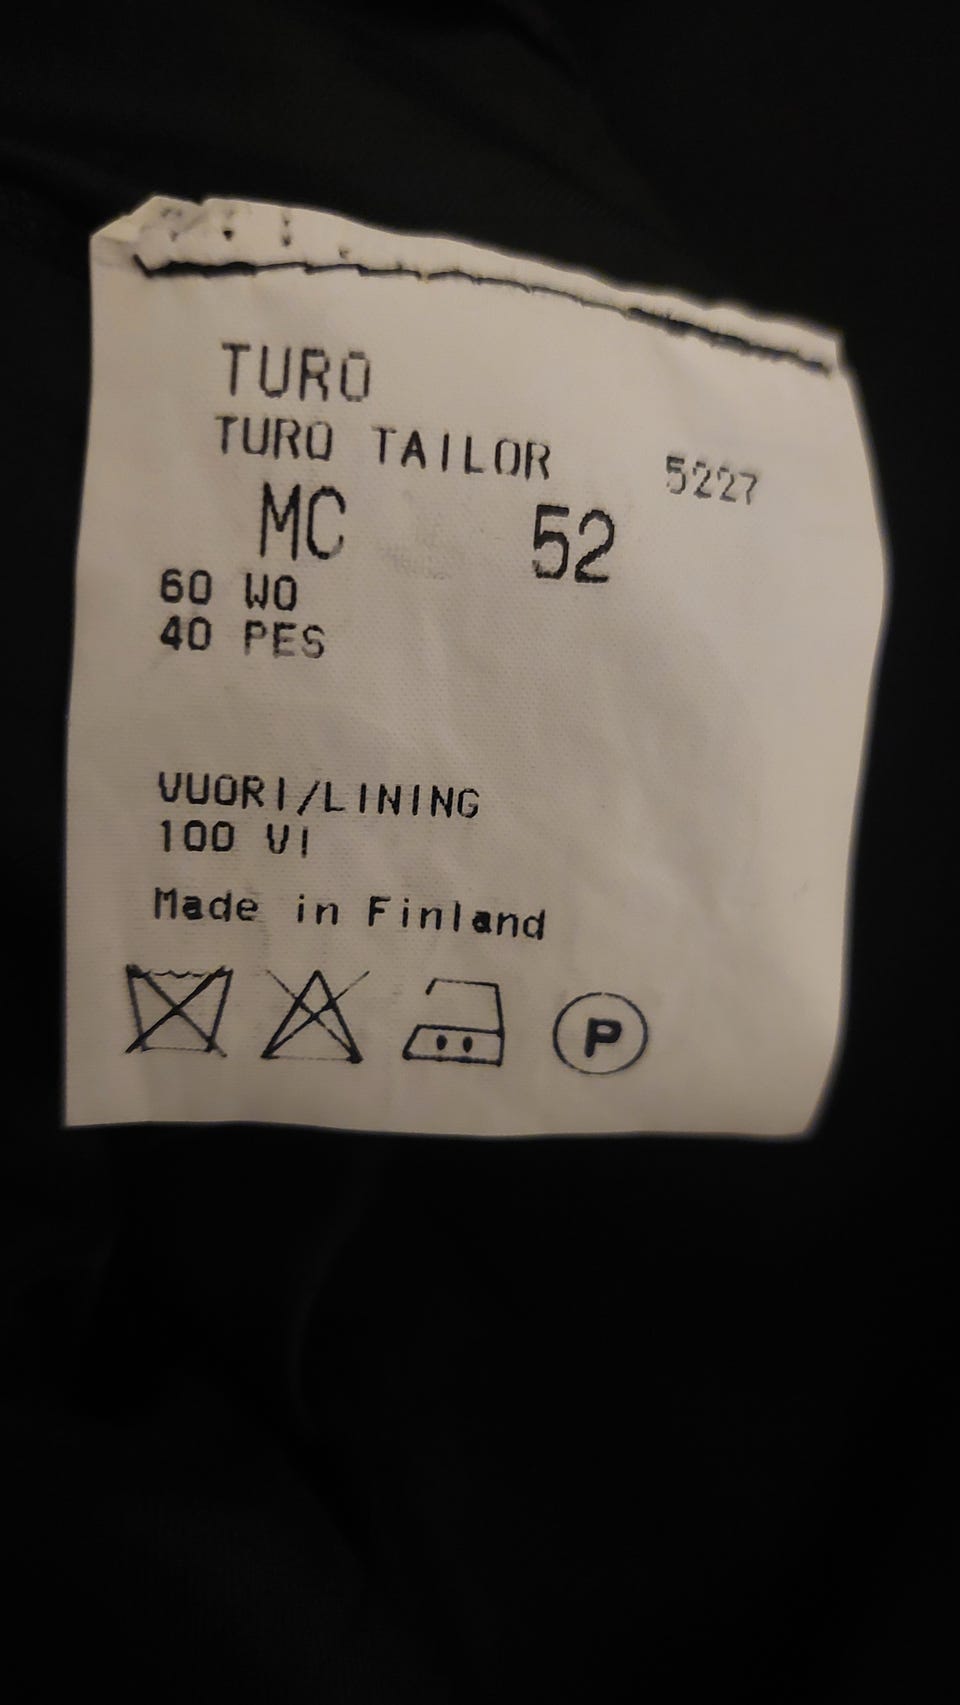 TURO
TURO TAILOR 5227
MC 52
60 WO
40 PES
VUORI/LINING
100 VI
Made in Finland
P